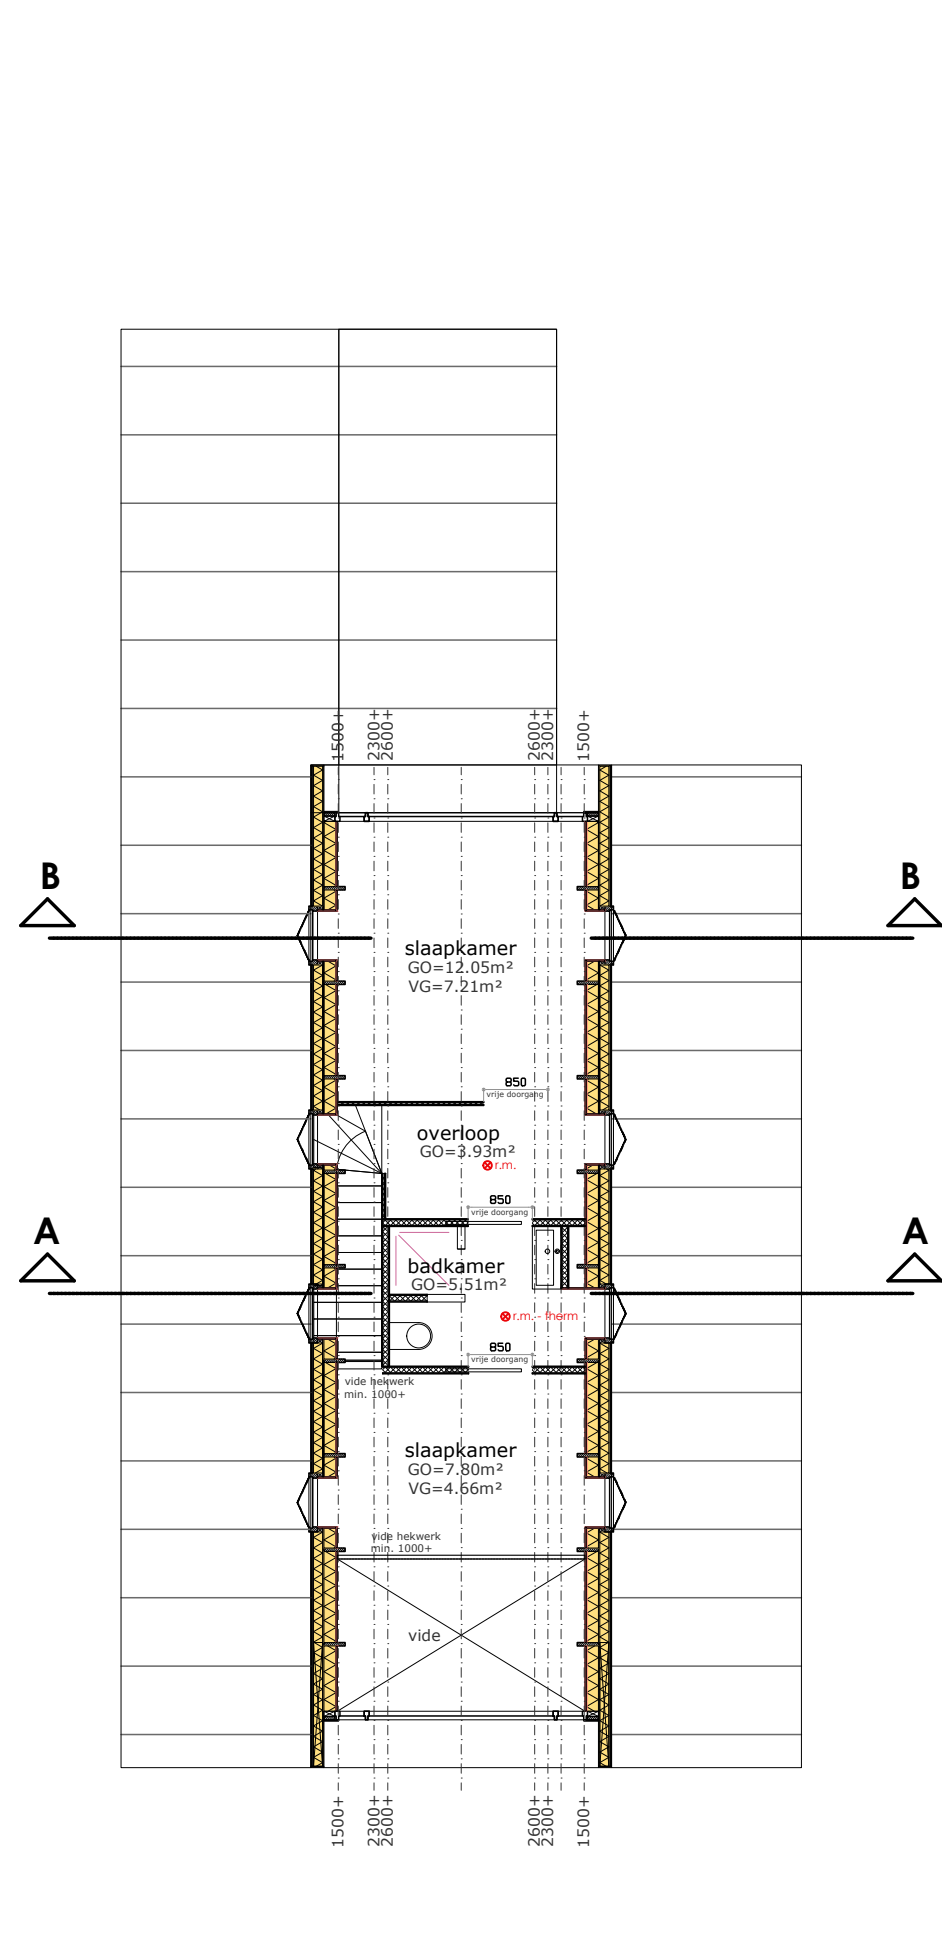 1500+
2300+
2600+
2600+
2300+
1500+
B
B
slaapkamer
GO=12.05m²
VG=7.21m²
850
vrije doorgang
overloop
GO=3.93m²
r.m.
850
vrije doorgang
A
A
badkamer
GO=5.51m²
r.m. - therm
850
vrije doorgang
vide hekwerk
min. 1000+
slaapkamer
GO=7.80m²
VG=4.66m²
vide hekwerk
min. 1000+
vide
1500+
2300+
2600+
2600+
2300+
1500+